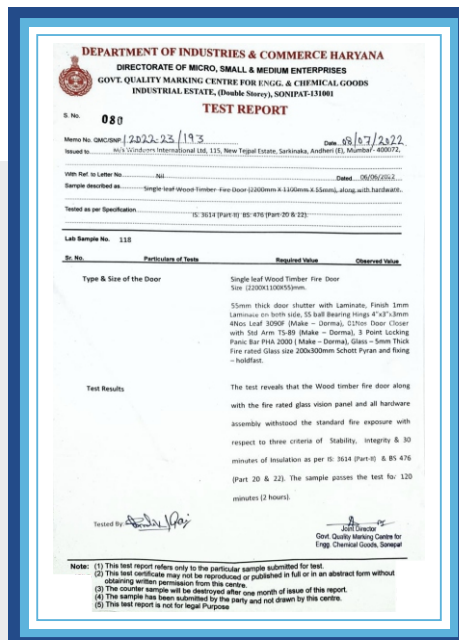 DEPARTMENT OF INDUSTRIES & COMMERCE HARYANA
DIRECTORATE OF MICRO, SMALL & MEDIUM ENTERPRISES
GOVT. QUALITY MARKING CENTRE FOR ENGG. & CHEMICAL GOODS
INDUSTRIAL ESTATE, (Double Storey), SONIPAT-131001
TEST REPORT
S. No. 080
Memo No. QMC/SNP/2022-23/193 Date 08/07/2022
Issued to M/s Windoors International Ltd, 115, New Tejpal Estate, Sarkinaka, Andheri (E), Mumbai- 400072,
With Ref. to Letter No. Nil Dated 06/06/2022
Sample described as Single leaf Wood Timber Fire Door (2200mm X 1100mm X 55mm), along with hardware.
Tested as per Specification IS: 3614 (Part-II) BS: 476 (Part 20 & 22).
Lab Sample No. 118
Sr. No. Particulars of Tests Required Value Observed Value
Type & Size of the Door Single leaf Wood Timber Fire Door
Size (2200X1100X55)mm.
55mm thick door shutter with Laminate, Finish 1mm
Laminate on both side, SS ball Bearing Hings 4"x3"x3mm
4Nos Leaf 3090F (Make – Dorma), 01Nos Door Closer
with Std Arm TS-89 (Make – Dorma), 3 Point Locking
Panic Bar PHA 2000 ( Make – Dorma), Glass – 5mm Thick
Fire rated Glass size 200x300mm Schott Pyran and fixing
– holdfast.
Test Results The test reveals that the Wood timber fire door along
with the fire rated glass vision panel and all hardware
assembly withstood the standard fire exposure with
respect to three criteria of Stability, Integrity & 30
minutes of Insulation as per IS: 3614 (Part-II) & BS 476
(Part 20 & 22). The sample passes the test for 120
minutes (2 hours).
Tested By
Joint Director
Govt. Quality Marking Centre for
Engg. Chemical Goods, Sonepat
Note: (1) This test report refers only to the particular sample submitted for test.
(2) This test certificate may not be reproduced or published in full or in an abstract form without
obtaining written permission from this centre.
(3) The counter sample will be destroyed after one month of issue of this report.
(4) The sample has been submitted by the party and not drawn by this centre.
(5) This test report is not for legal Purpose